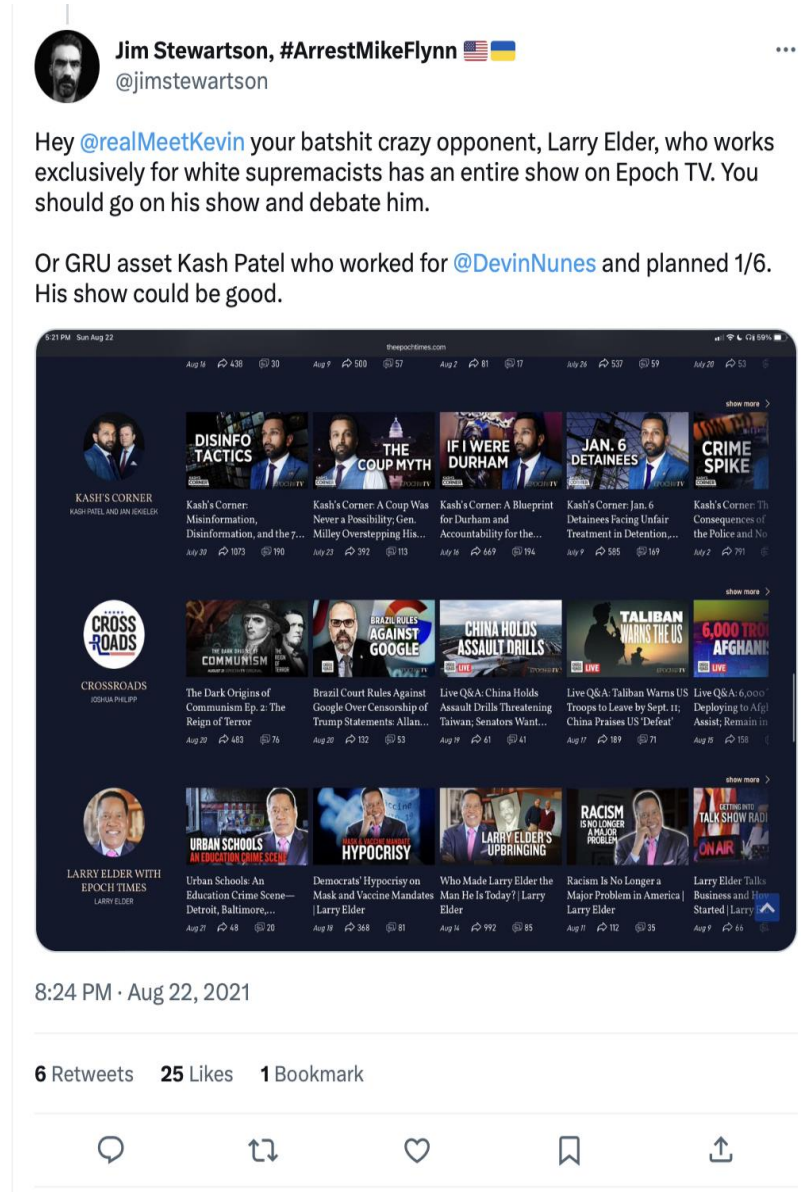 Jim Stewartson, #ArrestMikeFlynn 🇺🇸🇺🇦
@jimstewartson
Hey @realMeetKevin your batshit crazy opponent, Larry Elder, who works
exclusively for white supremacists has an entire show on Epoch TV. You
should go on his show and debate him.
Or GRU asset Kash Patel who worked for @DevinNunes and planned 1/6.
His show could be good.
5:21 PM Sun Aug 22
theepochtimes.com
59%
Aug 16 438 30 Aug 9 500 57 Aug 2 81 17 July 26 537 59 July 20 53
show more
DISINFO
TACTICS
THE
COUP MYTH
IF I WERE
DURHAM
JAN. 6
DETAINEES
CRIME
SPIKE
KASH'S CORNER
KASH PATEL AND JAN JEKIELEK
Kash's Corner:
Misinformation,
Disinformation, and the 7...
July 30 1073 190
Kash's Corner: A Coup Was
Never a Possibility; Gen.
Milley Overstepping His...
July 23 392 113
Kash's Corner: A Blueprint
for Durham and
Accountability for the...
July 16 669 194
Kash's Corner: Jan. 6
Detainees Facing Unfair
Treatment in Detention,...
July 9 585 169
Kash's Corner: Th
Consequences of
the Police and No
July 2 791
show more
CROSS
ROADS
CROSSROADS
JOSHUA PHILIPP
COMMUNISM
BRAZIL RULES
AGAINST
GOOGLE
CHINA HOLDS
ASSAULT DRILLS
LIVE
TALIBAN
WARNS THE US
LIVE
6,000 TRO
AFGHANI
LIVE
The Dark Origins of
Communism Ep. 2: The
Reign of Terror
Aug 20 483 76
Brazil Court Rules Against
Google Over Censorship of
Trump Statements: Allan...
Aug 20 132 53
Live Q&A: China Holds
Assault Drills Threatening
Taiwan; Senators Want...
Aug 19 61 41
Live Q&A: Taliban Warns US
Troops to Leave by Sept. 11;
China Praises US 'Defeat'
Aug 17 189 71
Live Q&A: 6,000
Deploying to Afg
Assist; Remain in
Aug 15 158
show more
LARRY ELDER WITH
EPOCH TIMES
LARRY ELDER
URBAN SCHOOLS
AN EDUCATION CRIME SCENE
MASK & VACCINE MANDATE
HYPOCRISY
LARRY ELDER'S
UPBRINGING
RACISM
IS NO LONGER
A MAJOR
PROBLEM
GETTING INTO
TALK SHOW RADI
ON AIR
Urban Schools: An
Education Crime Scene—
Detroit, Baltimore,...
Aug 21 48 20
Democrats' Hypocrisy on
Mask and Vaccine Mandates
| Larry Elder
Aug 18 368 81
Who Made Larry Elder the
Man He Is Today? | Larry
Elder
Aug 14 992 85
Racism Is No Longer a
Major Problem in America |
Larry Elder
Aug 11 112 35
Larry Elder Talks
Business and How
Started | Larry
Aug 9 66
8:24 PM · Aug 22, 2021
6 Retweets 25 Likes 1 Bookmark